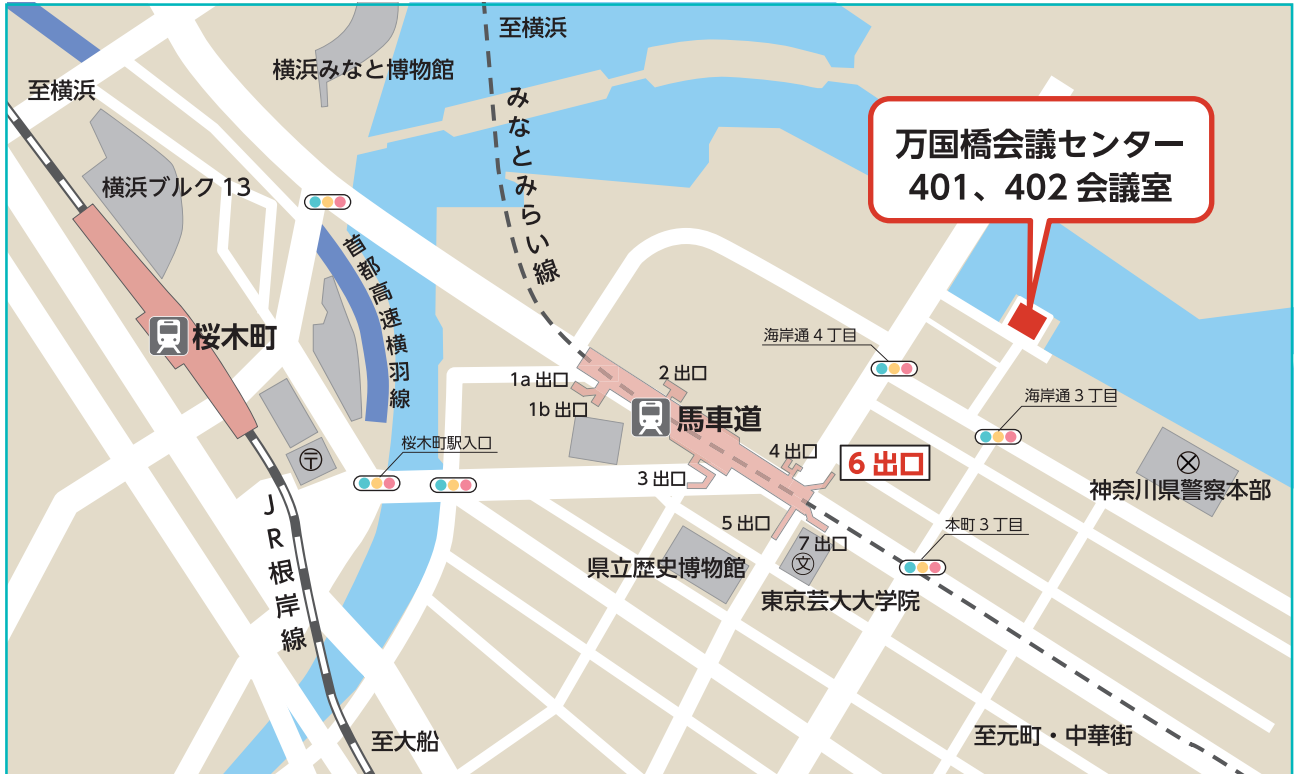 至横浜
横浜みなと博物館
至横浜
みなとみらい線
万国橋会議センター
401、402 会議室
横浜ブルク 13
首都高速横羽線
桜木町
海岸通 4 丁目
1a 出口
2 出口
1b 出口
馬車道
海岸通 3 丁目
桜木町駅入口
4 出口
6 出口
〒
3 出口
神奈川県警察本部
JR根岸線
5 出口
本町 3 丁目
7 出口
文
県立歴史博物館
東京芸大大学院
至大船
至元町・中華街